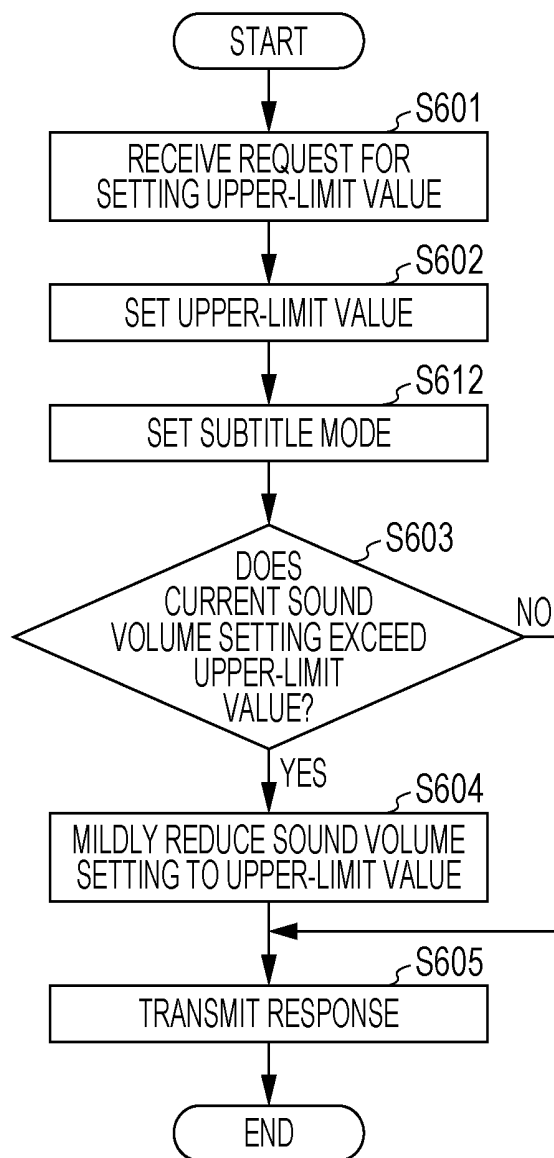 START
S601
RECEIVE REQUEST FOR
SETTING UPPER-LIMIT VALUE
S602
SET UPPER-LIMIT VALUE
S612
SET SUBTITLE MODE
S603
DOES
CURRENT SOUND
VOLUME SETTING EXCEED
UPPER-LIMIT
VALUE?
NO
YES
S604
MILDLY REDUCE SOUND VOLUME
SETTING TO UPPER-LIMIT VALUE
S605
TRANSMIT RESPONSE
END